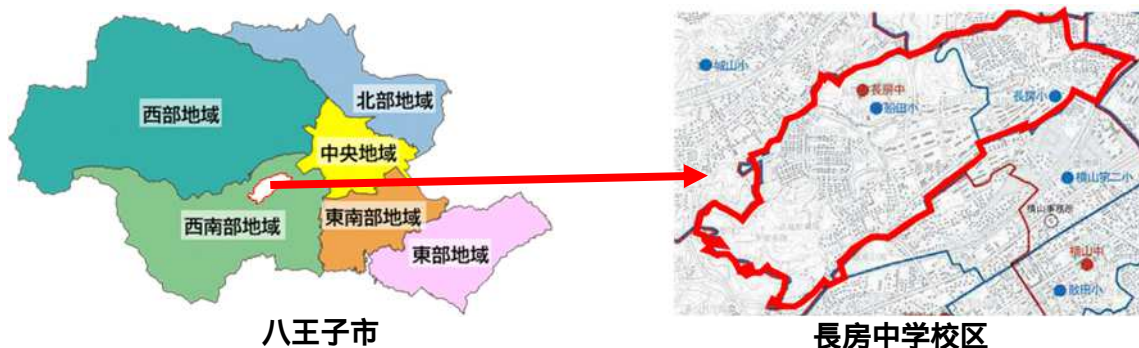 北部地域
西部地域
中央地域
西南部地域
東南部地域
東部地域
八王子市
城山小
長房中
船田小
長房小
横山第二小
横山事務所
横山中
散田小
長房中学校区